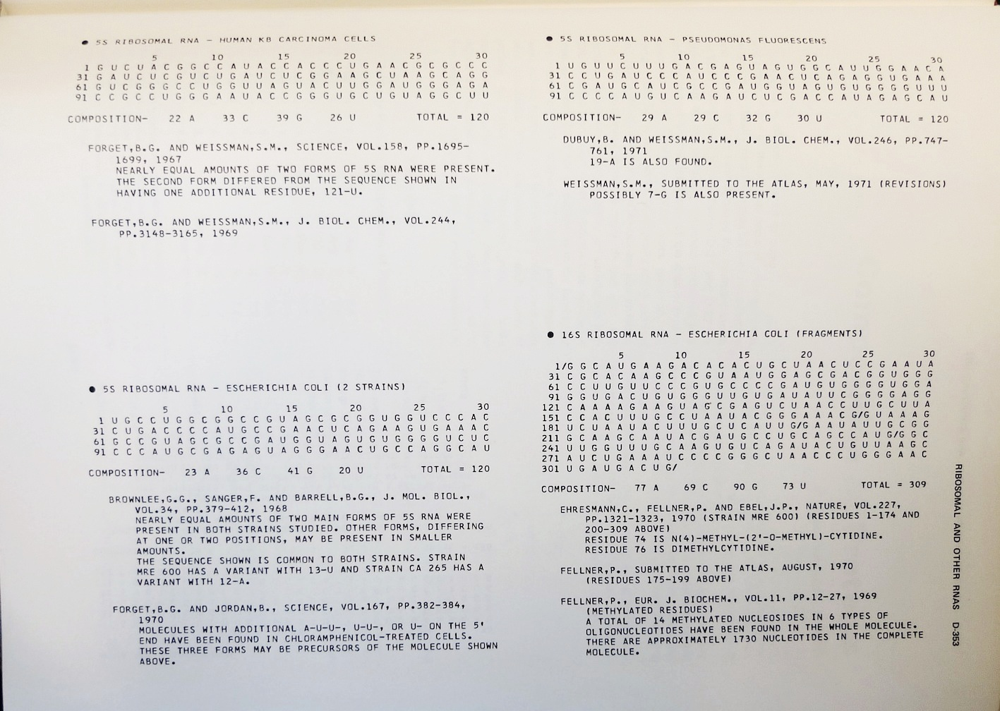 ● 5S RIBOSOMAL RNA - HUMAN KB CARCINOMA CELLS
5 10 15 20 25 30
1 G U C U A C G G C C A U A C C A C C C U G A A C G C G C C C
31 G A U C U C G U C U G A U C U C G G A A G C U A A G C A G G
61 G U C G G G C C U G G U U A G U A C U U G G A U G G G A G A
91 C C G C C U G G G A A U A C C G G G U G C U G U A G G C U U
COMPOSITION- 22 A 33 C 39 G 26 U TOTAL = 120
FORGET,B.G. AND WEISSMAN,S.M., SCIENCE, VOL.158, PP.1695-
1699, 1967
NEARLY EQUAL AMOUNTS OF TWO FORMS OF 5S RNA WERE PRESENT.
THE SECOND FORM DIFFERED FROM THE SEQUENCE SHOWN IN
HAVING ONE ADDITIONAL RESIDUE, 121-U.
FORGET,B.G. AND WEISSMAN,S.M., J. BIOL. CHEM., VOL.244,
PP.3148-3165, 1969
● 5S RIBOSOMAL RNA - ESCHERICHIA COLI (2 STRAINS)
5 10 15 20 25 30
1 U G C C U G G C G G C C G U A G C G C G G U G G U C C C A C
31 C U G A C C C C A U G C C G A A C U C A G A A G U G A A A C
61 G C C G U A G C G C C G A U G G U A G U G U G G G G U C U C
91 C C C A U G C G A G A G U A G G G A A C U G C C A G G C A U
COMPOSITION- 23 A 36 C 41 G 20 U TOTAL = 120
BROWNLEE,G.G., SANGER,F. AND BARRELL,B.G., J. MOL. BIOL.,
VOL.34, PP.379-412, 1968
NEARLY EQUAL AMOUNTS OF TWO MAIN FORMS OF 5S RNA WERE
PRESENT IN BOTH STRAINS STUDIED. OTHER FORMS, DIFFERING
AT ONE OR TWO POSITIONS, MAY BE PRESENT IN SMALLER
AMOUNTS.
THE SEQUENCE SHOWN IS COMMON TO BOTH STRAINS. STRAIN
MRE 600 HAS A VARIANT WITH 13-U AND STRAIN CA 265 HAS A
VARIANT WITH 12-A.
FORGET,B.G. AND JORDAN,B., SCIENCE, VOL.167, PP.382-384,
1970
MOLECULES WITH ADDITIONAL A-U-U-, U-U-, OR U- ON THE 5'
END HAVE BEEN FOUND IN CHLORAMPHENICOL-TREATED CELLS.
THESE THREE FORMS MAY BE PRECURSORS OF THE MOLECULE SHOWN
ABOVE.
● 5S RIBOSOMAL RNA - PSEUDOMONAS FLUORESCENS
5 10 15 20 25 30
1 U G U U C U U U G A C G A G U A G U G G C A U U G G A A C A
31 C C U G A U C C C A U C C C G A A C U C A G A G G U G A A A
61 C G A U G C A U C G C C G A U G G U A G U G U G G G G U U U
91 C C C C A U G U C A A G A U C U C G A C C A U A G A G C A U
COMPOSITION- 29 A 29 C 32 G 30 U TOTAL = 120
DUBUY,B. AND WEISSMAN,S.M., J. BIOL. CHEM., VOL.246, PP.747-
761, 1971
19-A IS ALSO FOUND.
WEISSMAN,S.M., SUBMITTED TO THE ATLAS, MAY, 1971 (REVISIONS)
POSSIBLY 7-G IS ALSO PRESENT.
● 16S RIBOSOMAL RNA - ESCHERICHIA COLI (FRAGMENTS)
5 10 15 20 25 30
1/G G C A U G A A G A C A C A C U G C U A A C U C C G A A U A
31 C G C A C A A G C C C G U A A U G G A G C G A C G G U G G G
61 C C U U G U U C C C G U G C C C C G A U G U G G G G U G G A
91 G G U G A C U G U G G G U U G U G A U A U U C G G G G A G G
121 C A A A A G A A G U A G C G A G U C U A A C C U U G C U U A
151 C C A C U U U G C C U A A U A C G G G A A A C G/G U A A A G
181 U C U A A U A C U U U G C U C A U U G/G A A U A U U G C G G
211 G C A A G C A A U A C G A U G C C U G C A G C C A U G/G G C
241 U U G G U U U G C A A G U G U C A G A U A C U G U U A A G C
271 A U C U G A A A U C C C C G G G C U A A C C C U G G G A A C
301 U G A U G A C U G/
COMPOSITION- 77 A 69 C 90 G 73 U TOTAL = 309
EHRESMANN,C., FELLNER,P. AND EBEL,J.P., NATURE, VOL.227,
PP.1321-1323, 1970 (STRAIN MRE 600) (RESIDUES 1-174 AND
200-309 ABOVE)
RESIDUE 74 IS N(4)-METHYL-(2'-O-METHYL)-CYTIDINE.
RESIDUE 76 IS DIMETHYLCYTIDINE.
FELLNER,P., SUBMITTED TO THE ATLAS, AUGUST, 1970
(RESIDUES 175-199 ABOVE)
FELLNER,P., EUR. J. BIOCHEM., VOL.11, PP.12-27, 1969
(METHYLATED RESIDUES)
A TOTAL OF 14 METHYLATED NUCLEOSIDES IN 6 TYPES OF
OLIGONUCLEOTIDES HAVE BEEN FOUND IN THE WHOLE MOLECULE.
THERE ARE APPROXIMATELY 1730 NUCLEOTIDES IN THE COMPLETE
MOLECULE.
RIBOSOMAL AND OTHER RNAS D-353